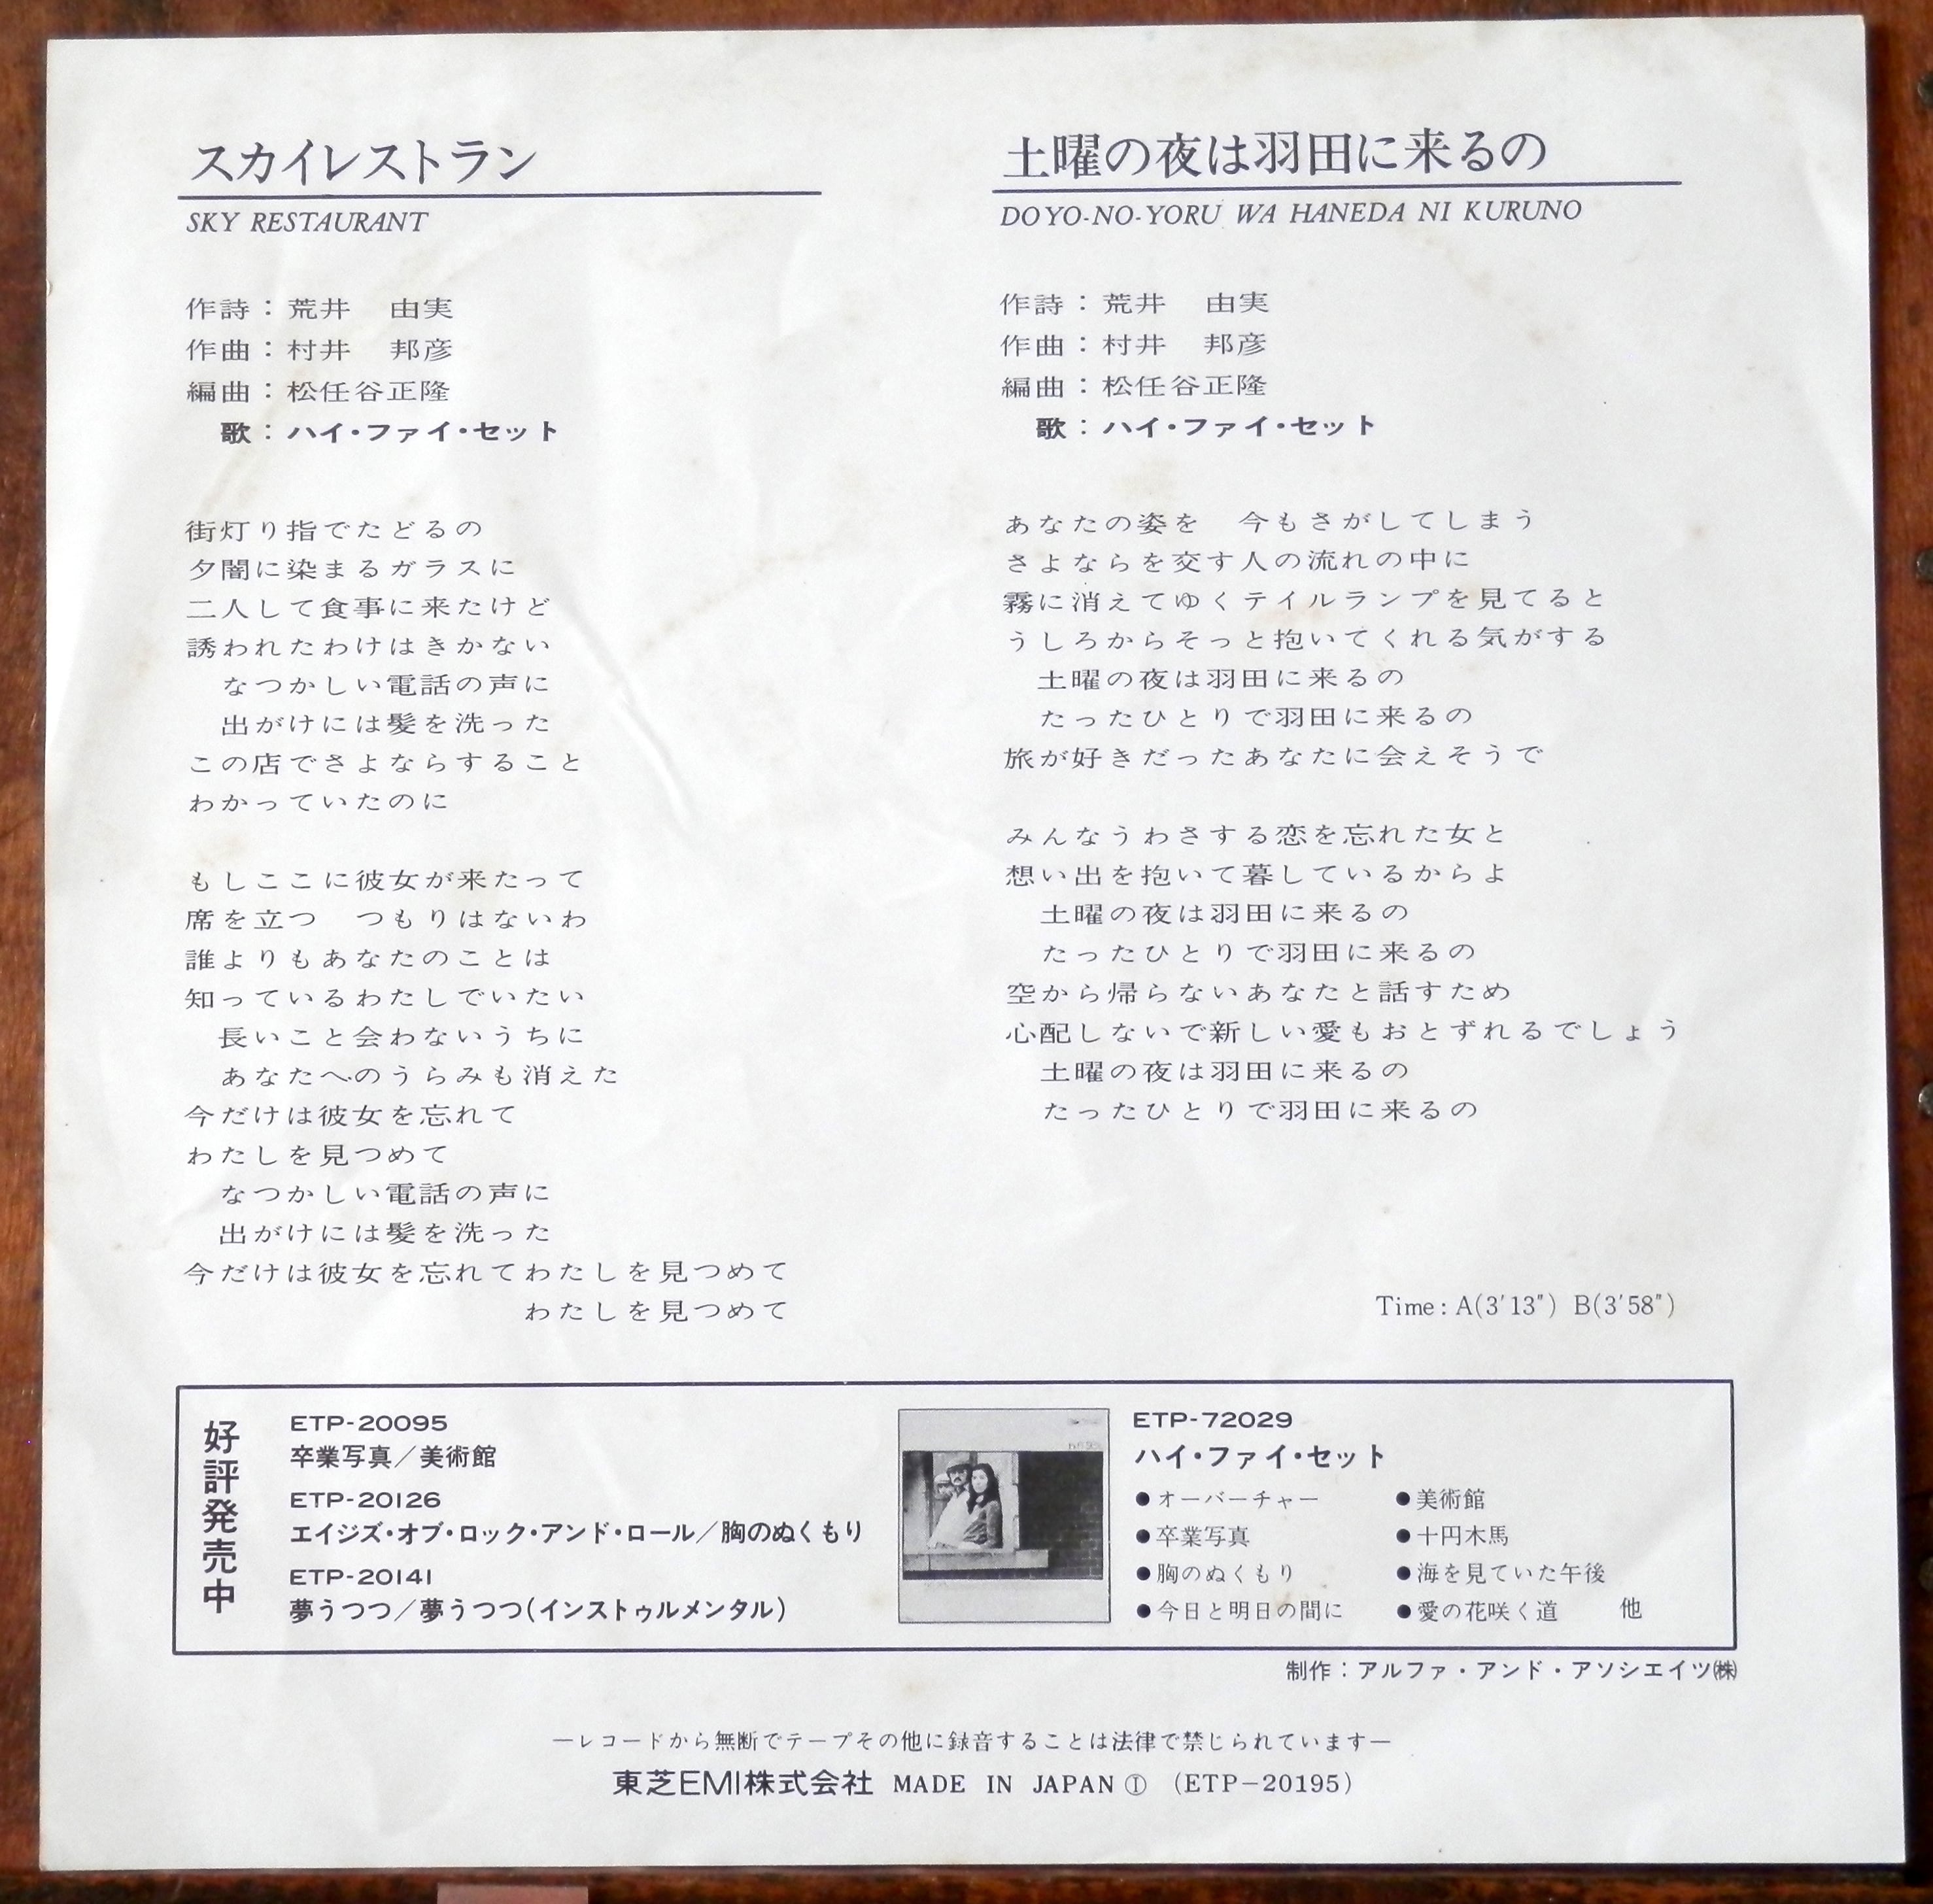 スカイレストラン
SKY RESTAURANT
作詩：荒井　由実
作曲：村井　邦彦
編曲：松任谷正隆
歌：ハイ・ファイ・セット
街灯り指でたどるの
夕闇に染まるガラスに
二人して食事に来たけど
誘われたわけはきかない
なつかしい電話の声に
出がけには髪を洗った
この店でさよならすること
わかっていたのに
もしここに彼女が来たって
席を立つ　つもりはないわ
誰よりもあなたのことは
知っているわたしでいたい
長いこと会わないうちに
あなたへのうらみも消えた
今だけは彼女を忘れて
わたしを見つめて
なつかしい電話の声に
出がけには髪を洗った
今だけは彼女を忘れてわたしを見つめて
わたしを見つめて
土曜の夜は羽田に来るの
DOYO-NO-YORU WA HANEDA NI KURUNO
作詩：荒井　由実
作曲：村井　邦彦
編曲：松任谷正隆
歌：ハイ・ファイ・セット
あなたの姿を　今もさがしてしまう
さよならを交す人の流れの中に
霧に消えてゆくテイルランプを見てると
うしろからそっと抱いてくれる気がする
土曜の夜は羽田に来るの
たったひとりで羽田に来るの
旅が好きだったあなたに会えそうで
みんなうわさする恋を忘れた女と
想い出を抱いて暮しているからよ
土曜の夜は羽田に来るの
たったひとりで羽田に来るの
空から帰らないあなたと話すため
心配しないで新しい愛もおとずれるでしょう
土曜の夜は羽田に来るの
たったひとりで羽田に来るの
Time: A(3′13″) B(3′58″)
好評発売中
ETP-20095
卒業写真／美術館
ETP-20126
エイジズ・オブ・ロック・アンド・ロール／胸のぬくもり
ETP-20141
夢うつつ／夢うつつ(インストゥルメンタル)
ETP-72029
ハイ・ファイ・セット
●オーバーチャー　●美術館
●卒業写真　●十円木馬
●胸のぬくもり　●海を見ていた午後
●今日と明日の間に　●愛の花咲く道　他
制作：アルファ・アンド・アソシエイツ㈱
―レコードから無断でテープその他に録音することは法律で禁じられています―
東芝EMI株式会社 MADE IN JAPAN Ⓘ (ETP−20195)